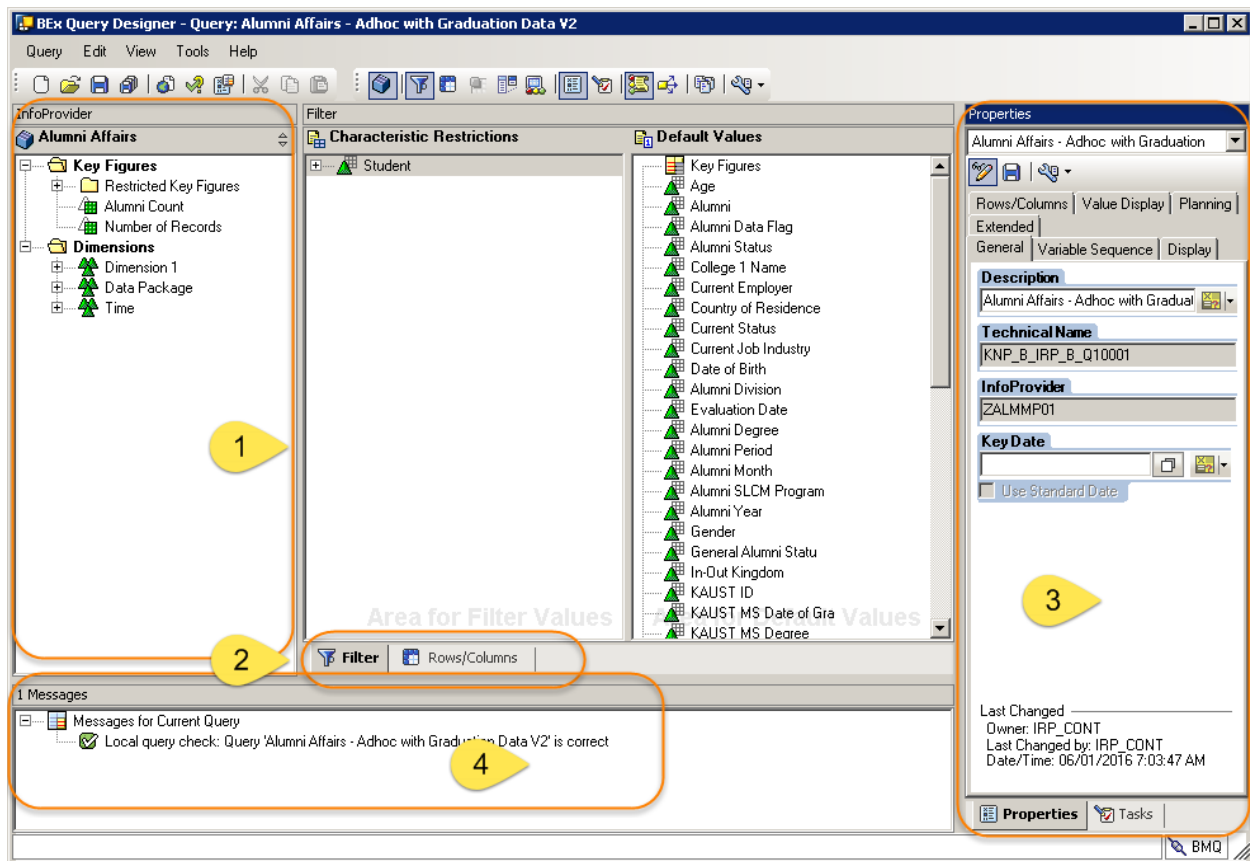 BEx Query Designer - Query: Alumni Affairs - Adhoc with Graduation Data V2
Query Edit View Tools Help
InfoProvider
Alumni Affairs
Key Figures
Restricted Key Figures
Alumni Count
Number of Records
Dimensions
Dimension 1
Data Package
Time
1
Filter
Characteristic Restrictions
Student
Area for Filter Values
Default Values
Key Figures
Age
Alumni
Alumni Data Flag
Alumni Status
College 1 Name
Current Employer
Country of Residence
Current Status
Current Job Industry
Date of Birth
Alumni Division
Evaluation Date
Alumni Degree
Alumni Period
Alumni Month
Alumni SLCM Program
Alumni Year
Gender
General Alumni Statu
In-Out Kingdom
KAUST ID
KAUST MS Date of Gra
KAUST MS Degree
Area for Default Values
2
Filter Rows/Columns
Properties
Alumni Affairs - Adhoc with Graduation
Rows/Columns Value Display Planning
Extended
General Variable Sequence Display
Description
Alumni Affairs - Adhoc with Graduat
Technical Name
KNP_B_IRP_B_Q10001
InfoProvider
ZALMMP01
Key Date
Use Standard Date
3
Last Changed
Owner: IRP_CONT
Last Changed by: IRP_CONT
Date/Time: 06/01/2016 7:03:47 AM
Properties Tasks
1 Messages
Messages for Current Query
Local query check: Query 'Alumni Affairs - Adhoc with Graduation Data V2' is correct
4
BMQ